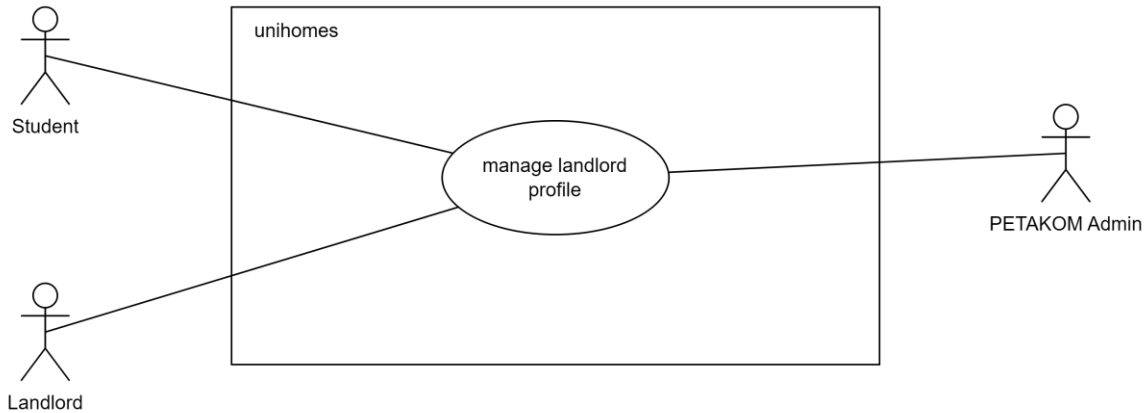 unihomes
Student
manage landlord
profile
PETAKOM Admin
Landlord